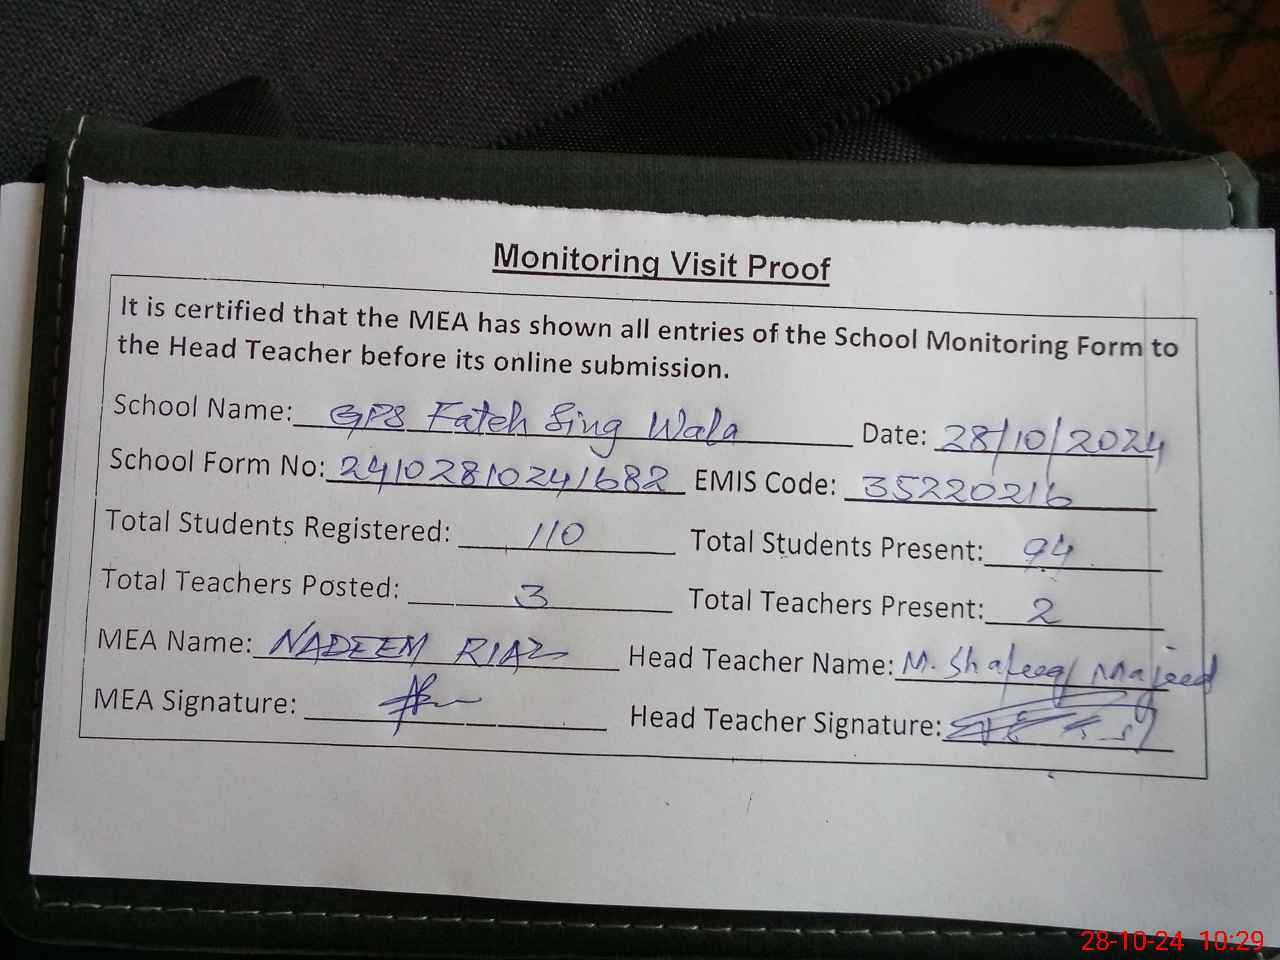 Monitoring Visit Proof
It is certified that the MEA has shown all entries of the School Monitoring Form to
the Head Teacher before its online submission.
School Name: GPS Fateh Sing Wala Date: 28/10/2024
School Form No: 24102810241682 EMIS Code: 35220216
Total Students Registered: 110 Total Students Present: 94
Total Teachers Posted: 3 Total Teachers Present: 2
MEA Name: NADEEM RIAZ Head Teacher Name: M. Shafeeq Majeed
MEA Signature: Head Teacher Signature:
28-10-24 10:29